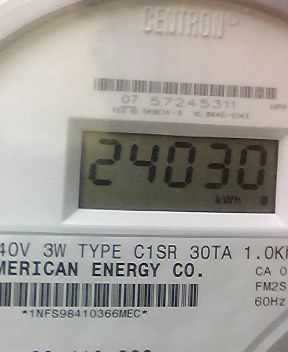 CENTRON
07 57245311
24030
kWh
40V 3W TYPE C1SR 30TA 1.0K
MERICAN ENERGY CO.
CA 0
FM2S
60Hz
*1NFS98410366MEC*